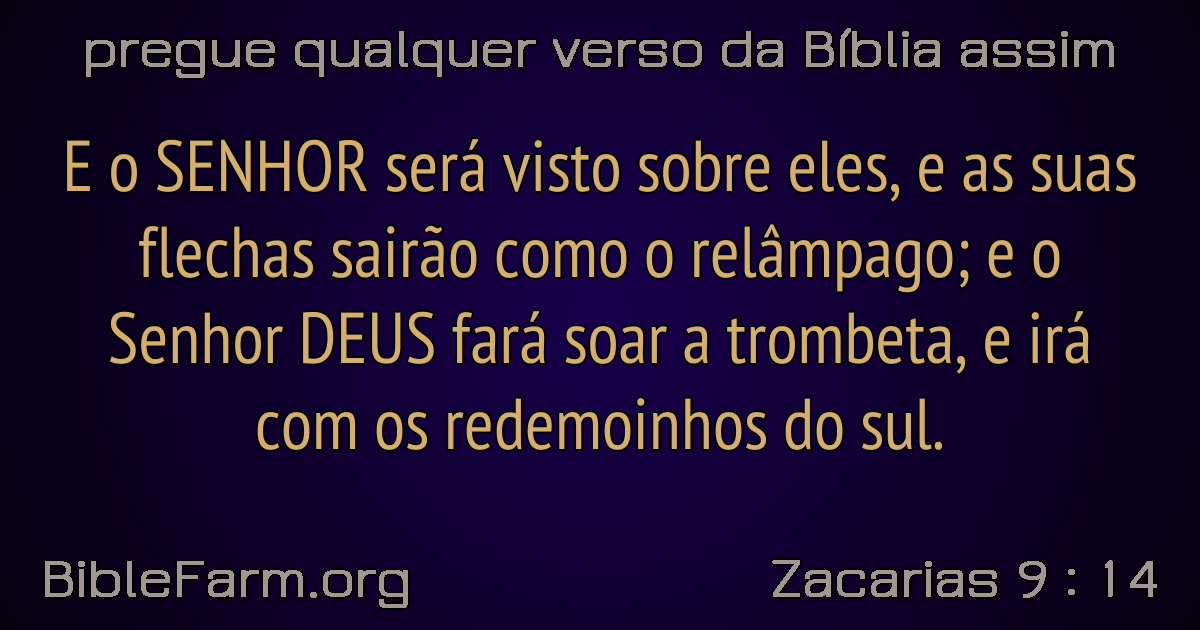 pregue qualquer verso da Bíblia assim
E o SENHOR será visto sobre eles, e as suas
flechas sairão como o relâmpago; e o
Senhor DEUS fará soar a trombeta, e irá
com os redemoinhos do sul.
BibleFarm.org
Zacarias 9 : 14